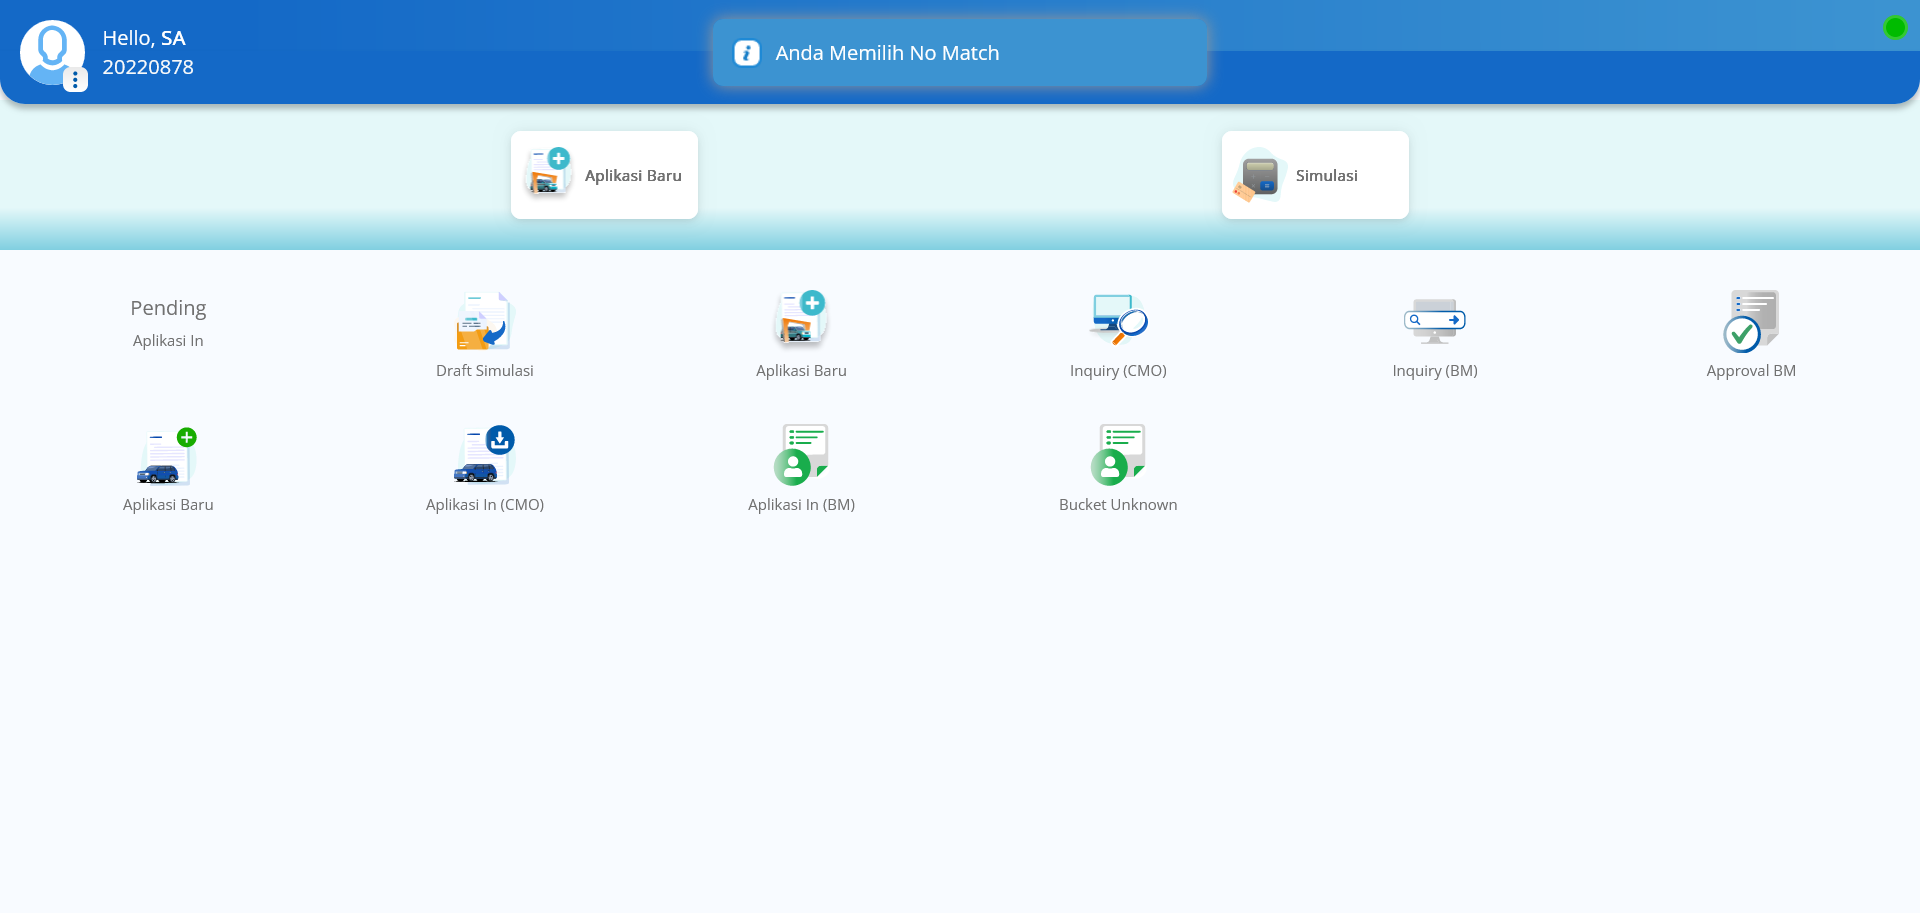 Hello, SA
20220878
Anda Memilih No Match
Aplikasi Baru
Simulasi
Pending
Aplikasi In
Draft Simulasi
Aplikasi Baru
Inquiry (CMO)
Inquiry (BM)
Approval BM
Aplikasi Baru
Aplikasi In (CMO)
Aplikasi In (BM)
Bucket Unknown